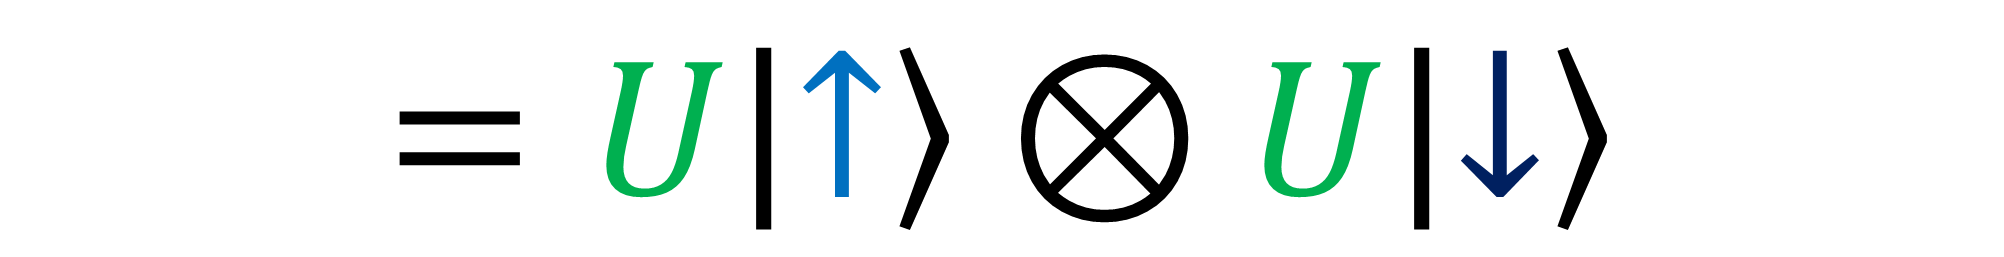 = U|↑⟩ ⊗ U|↓⟩